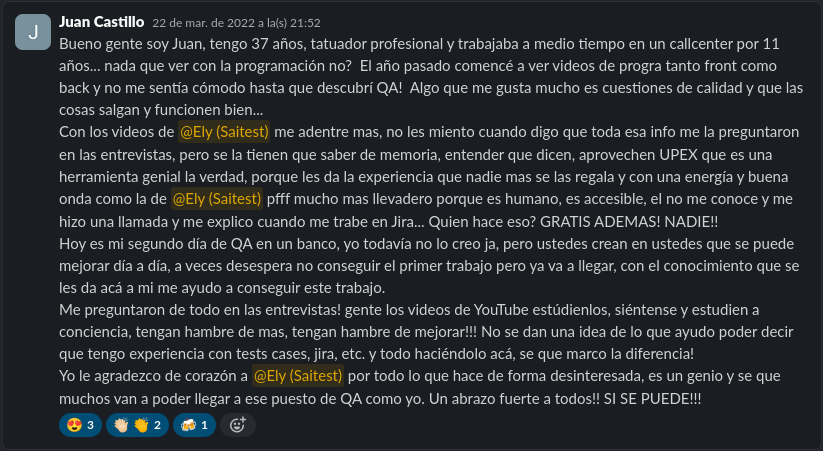 J
Juan Castillo 22 de mar. de 2022 a la(s) 21:52
Bueno gente soy Juan, tengo 37 años, tatuador profesional y trabajaba a medio tiempo en un callcenter por 11
años... nada que ver con la programación no? El año pasado comencé a ver videos de progra tanto front como
back y no me sentía cómodo hasta que descubrí QA! Algo que me gusta mucho es cuestiones de calidad y que las
cosas salgan y funcionen bien...
Con los videos de @Ely (Saitest) me adentre mas, no les miento cuando digo que toda esa info me la preguntaron
en las entrevistas, pero se la tienen que saber de memoria, entender que dicen, aprovechen UPEX que es una
herramienta genial la verdad, porque les da la experiencia que nadie mas se las regala y con una energía y buena
onda como la de @Ely (Saitest) pfff mucho mas llevadero porque es humano, es accesible, el no me conoce y me
hizo una llamada y me explico cuando me trabe en Jira... Quien hace eso? GRATIS ADEMAS! NADIE!!
Hoy es mi segundo día de QA en un banco, yo todavía no lo creo ja, pero ustedes crean en ustedes que se puede
mejorar día a día, a veces desespera no conseguir el primer trabajo pero ya va a llegar, con el conocimiento que se
les da acá a mi me ayudo a conseguir este trabajo.
Me preguntaron de todo en las entrevistas! gente los videos de YouTube estúdienlos, siéntense y estudien a
conciencia, tengan hambre de mas, tengan hambre de mejorar!!! No se dan una idea de lo que ayudo poder decir
que tengo experiencia con tests cases, jira, etc. y todo haciéndolo acá, se que marco la diferencia!
Yo le agradezco de corazón a @Ely (Saitest) por todo lo que hace de forma desinteresada, es un genio y se que
muchos van a poder llegar a ese puesto de QA como yo. Un abrazo fuerte a todos!! SI SE PUEDE!!!
😍 3 👏🏻 👏 2 🍻 1